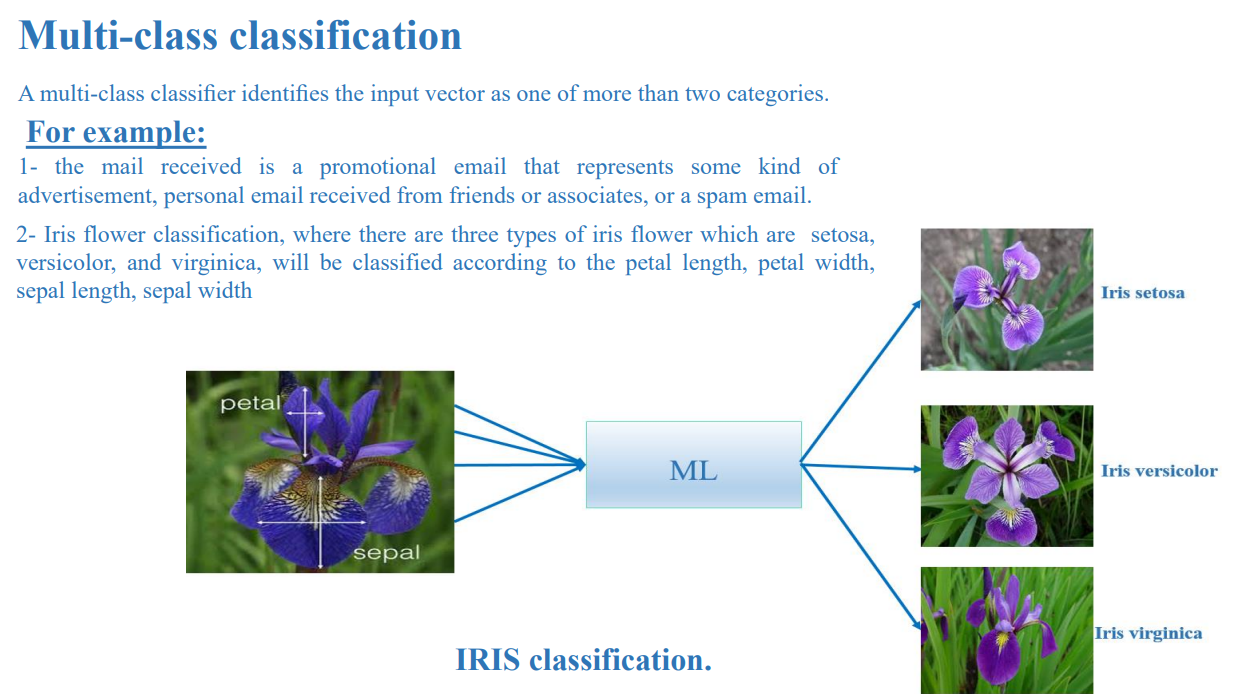 Multi-class classification
A multi-class classifier identifies the input vector as one of more than two categories.
For example:
1- the mail received is a promotional email that represents some kind of
advertisement, personal email received from friends or associates, or a spam email.
2- Iris flower classification, where there are three types of iris flower which are setosa,
versicolor, and virginica, will be classified according to the petal length, petal width,
sepal length, sepal width
Iris setosa
petal
ML
Iris versicolor
sepal
Iris virginica
IRIS classification.